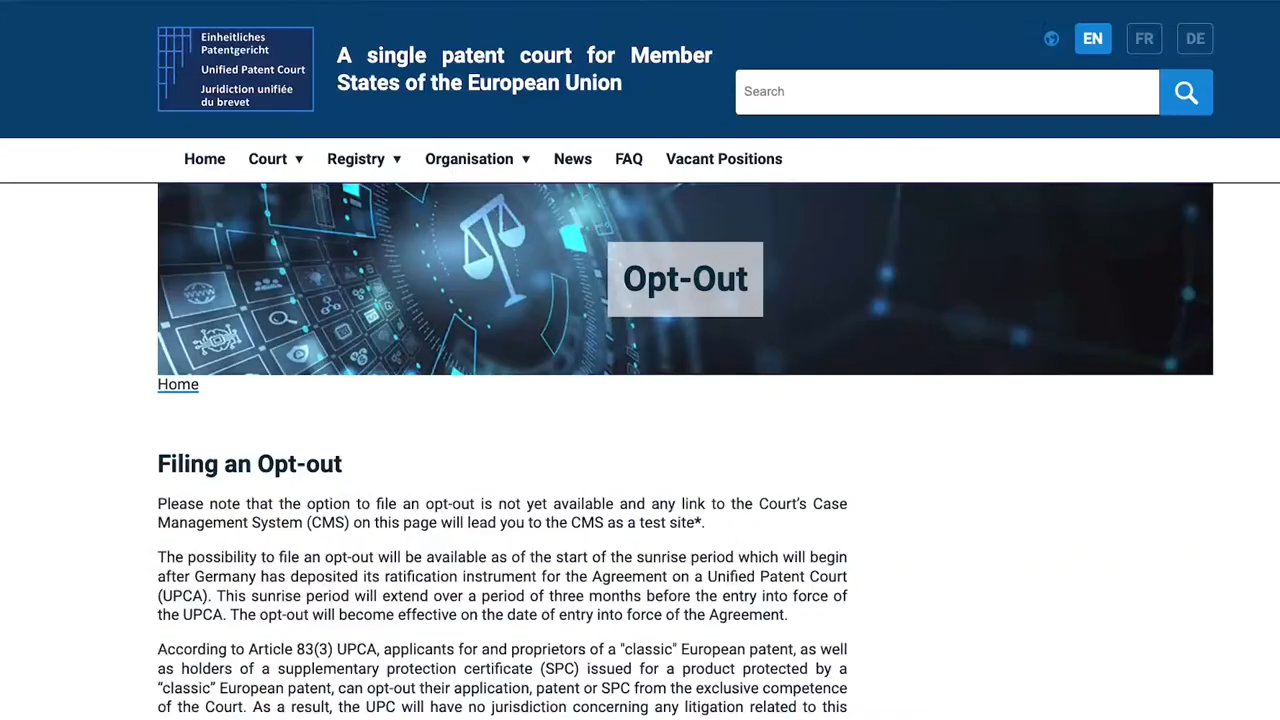 Einheitliches
Patentgericht
Unified Patent Court
Juridiction unifiée
du brevet
A single patent court for Member
States of the European Union
EN
FR
DE
Search
Home
Court ▼
Registry ▼
Organisation ▼
News
FAQ
Vacant Positions
www
Opt-Out
Home
Filing an Opt-out
Please note that the option to file an opt-out is not yet available and any link to the Court’s Case
Management System (CMS) on this page will lead you to the CMS as a test site*.
The possibility to file an opt-out will be available as of the start of the sunrise period which will begin
after Germany has deposited its ratification instrument for the Agreement on a Unified Patent Court
(UPCA). This sunrise period will extend over a period of three months before the entry into force of
the UPCA. The opt-out will become effective on the date of entry into force of the Agreement.
According to Article 83(3) UPCA, applicants for and proprietors of a "classic" European patent, as well
as holders of a supplementary protection certificate (SPC) issued for a product protected by a
“classic” European patent, can opt-out their application, patent or SPC from the exclusive competence
of the Court. As a result, the UPC will have no jurisdiction concerning any litigation related to this